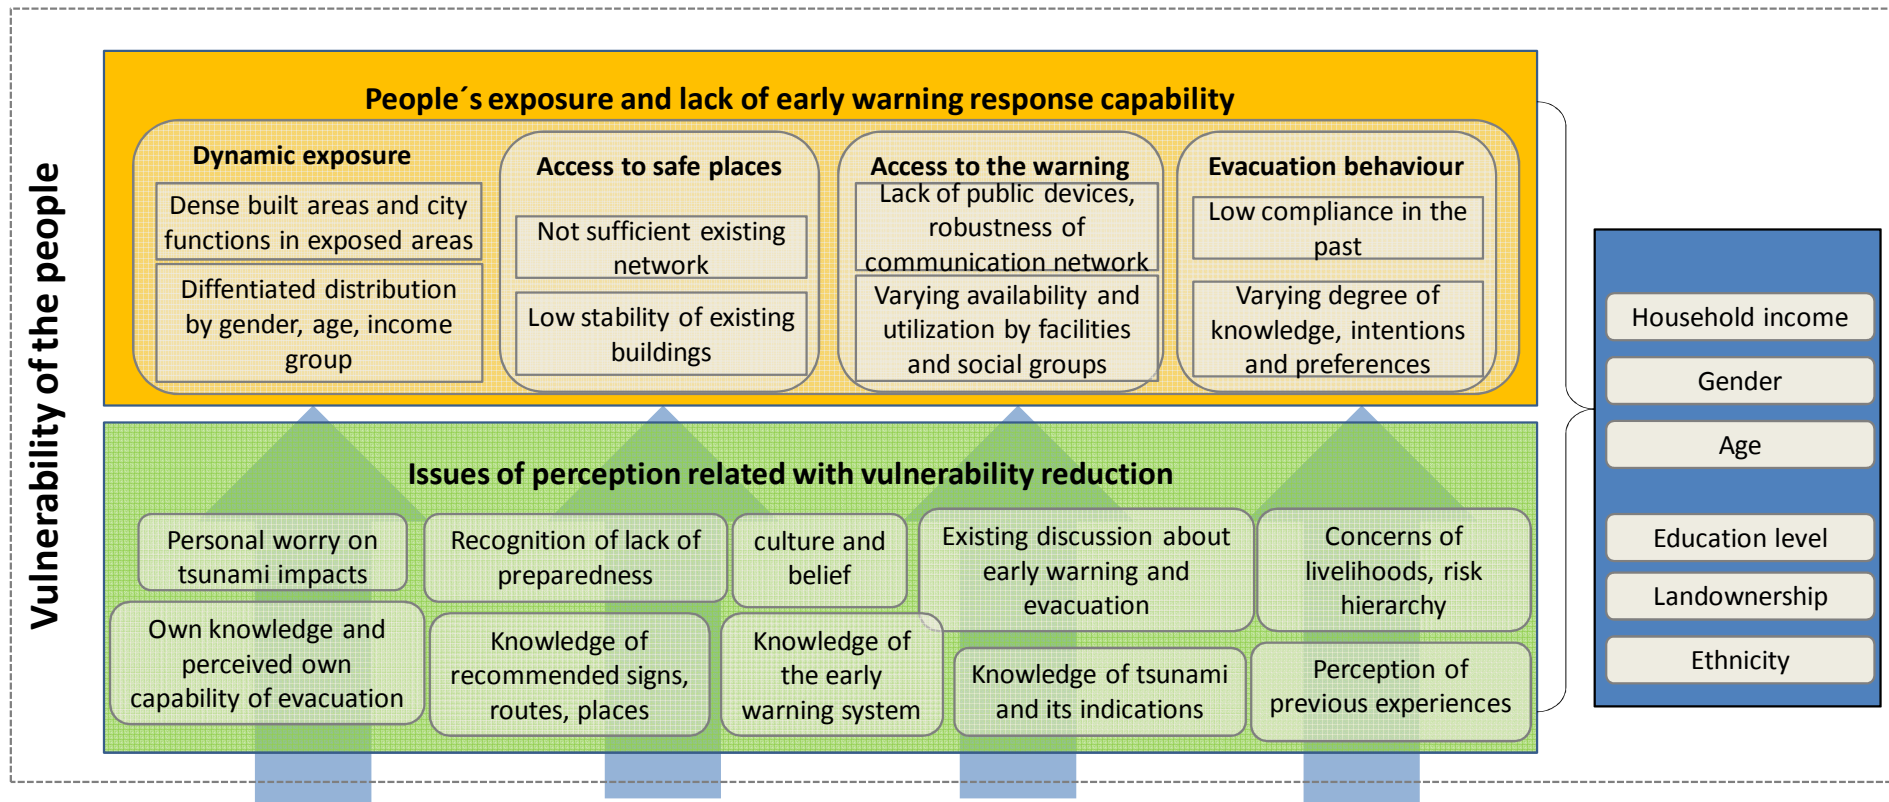 Vulnerability of the people
People´s exposure and lack of early warning response capability
Dynamic exposure
Dense built areas and city
functions in exposed areas
Diffentiated distribution
by gender, age, income
group
Access to safe places
Not sufficient existing
network
Low stability of existing
buildings
Access to the warning
Lack of public devices,
robustness of
communication network
Varying availability and
utilization by facilities
and social groups
Evacuation behaviour
Low compliance in the
past
Varying degree of
knowledge, intentions
and preferences
Issues of perception related with vulnerability reduction
Personal worry on
tsunami impacts
Recognition of lack of
preparedness
culture and
belief
Existing discussion about
early warning and
evacuation
Concerns of
livelihoods, risk
hierarchy
Own knowledge and
perceived own
capability of evacuation
Knowledge of
recommended signs,
routes, places
Knowledge of
the early
warning system
Knowledge of tsunami
and its indications
Perception of
previous experiences
Household income
Gender
Age
Education level
Landownership
Ethnicity